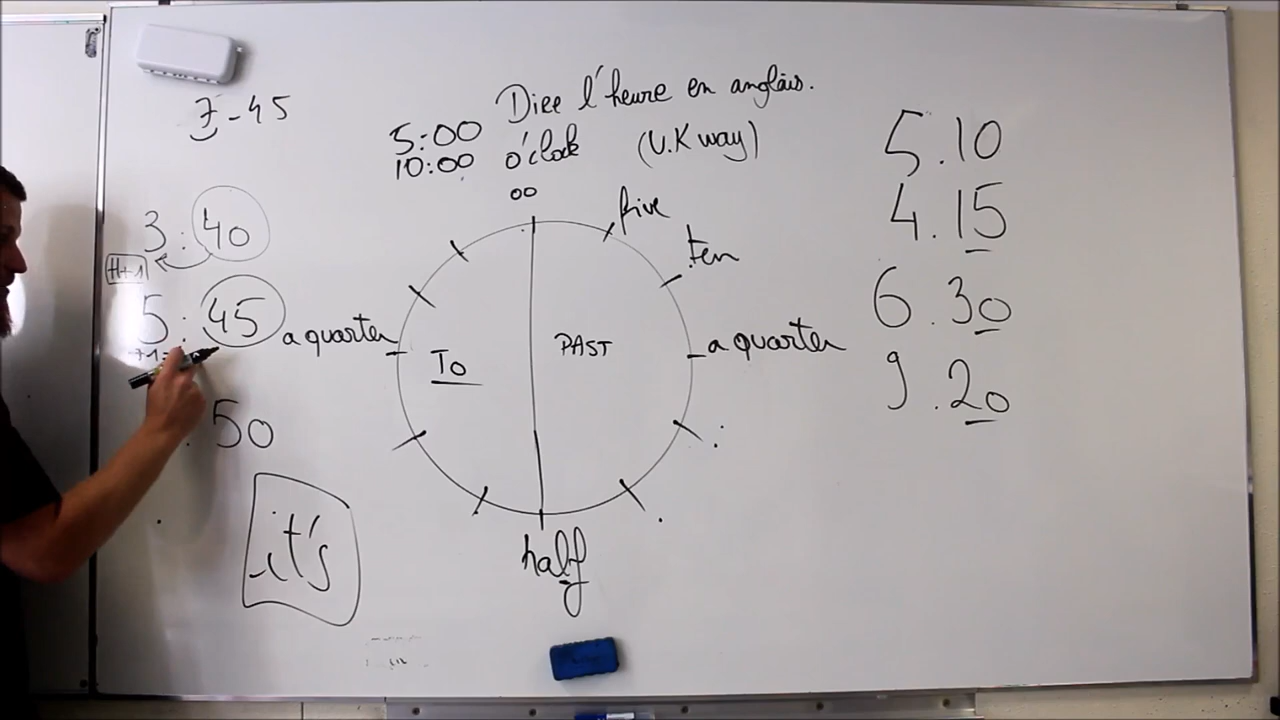 Dire l'heure en anglais.
7-45
5:00
10:00 o'clock (U.K way)
00
five
ten
a quarter
PAST
half
TO
a quarter
3:40
H+1
5:45
+1
:50
it's
5.10
4.15
6.30
9.20